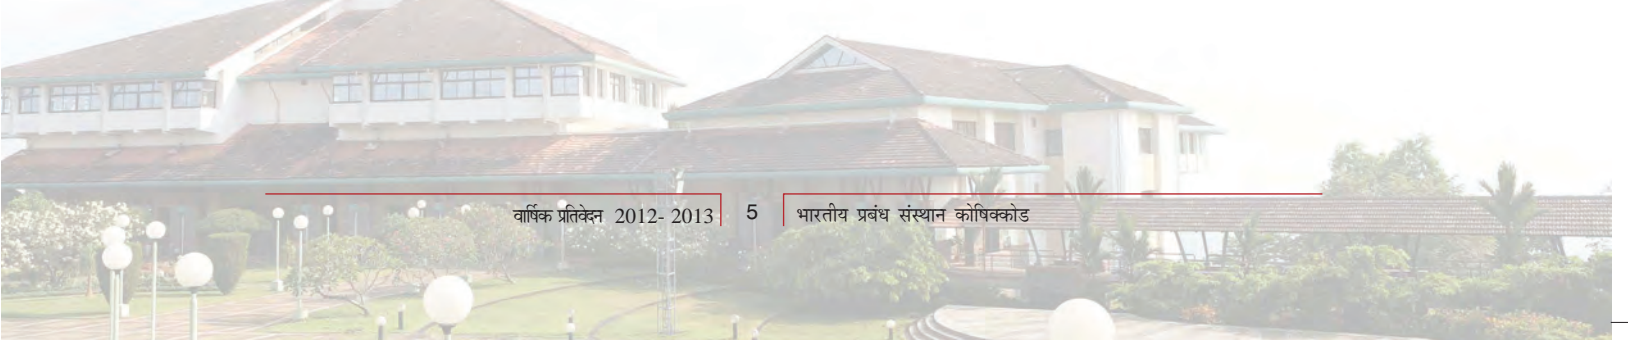 वार्षिक प्रतिवेदन 2012- 2013 5 भारतीय प्रबंध संस्थान कोषिक्कोड